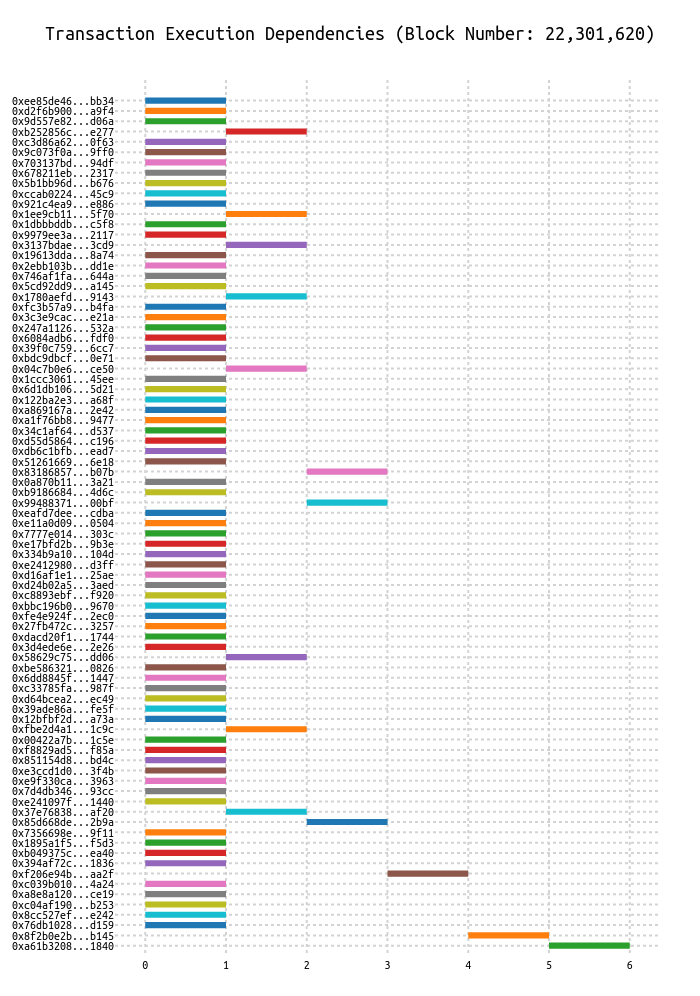 Transaction Execution Dependencies (Block Number: 22,301,620)
0xee85de46...bb34
0xd2f6b900...a9f4
0x9d557e82...d06a
0xb252856c...e277
0xc3d86a62...0f63
0x9c073f0a...9ff0
0x703137bd...94df
0x678211eb...2317
0x5b1bb96d...b676
0xccab0224...45c9
0x921c4ea9...e886
0x1ee9cb11...5f70
0x1dbbbddb...c5f8
0x9979ee3a...2117
0x3137bdae...3cd9
0x19613dda...8a74
0x2ebb103b...dd1e
0x746af1fa...644a
0x5cd92dd9...a145
0x1780aefd...9143
0xfc3b57a9...b4fa
0x3c3e9cac...e21a
0x247a1126...532a
0x6084adb6...fdf0
0x39f0c759...6cc7
0xbdc9dbcf...0e71
0x04c7b0e6...ce50
0x1ccc3061...45ee
0x6d1db106...5d21
0x122ba2e3...a68f
0xa869167a...2e42
0xa1f76bb8...9477
0x34c1af64...d537
0xd55d5864...c196
0xdb6c1bfb...ead7
0x51261669...6e18
0x83186857...b07b
0x0a870b11...3a21
0xb9186684...4d6c
0x99488371...00bf
0xeafd7dee...cdba
0xe11a0d09...0504
0x7777e014...303c
0xe17bfd2b...9b3e
0x334b9a10...104d
0xe2412980...d3ff
0xd16af1e1...25ae
0xd24b02a5...3aed
0xc8893ebf...f920
0xbbc196b0...9670
0xfe4e924f...2ec0
0x27fb472c...3257
0xdacd20f1...1744
0x3d4ede6e...2e26
0x58629c75...dd06
0xbe586321...0826
0x6dd8845f...1447
0xc33785fa...987f
0xd64bcea2...ec49
0x39ade86a...fe5f
0x12bfbf2d...a73a
0xfbe2d4a1...1c9c
0x00422a7b...1c5e
0xf8829ad5...f85a
0x851154d8...bd4c
0xe3ccd1d0...3f4b
0xe9f330ca...3963
0x7d4db346...93cc
0xe241097f...1440
0x37e76838...af20
0x85d668de...2b9a
0x7356698e...9f11
0x1895a1f5...f5d3
0xb049375c...ea40
0x394af72c...1836
0xf206e94b...aa2f
0xc039b010...4a24
0xa8e8a120...ce19
0xc04af190...b253
0x8cc527ef...e242
0x76db1028...d159
0x8f2b0e2b...b145
0xa61b3208...1840
0 1 2 3 4 5 6